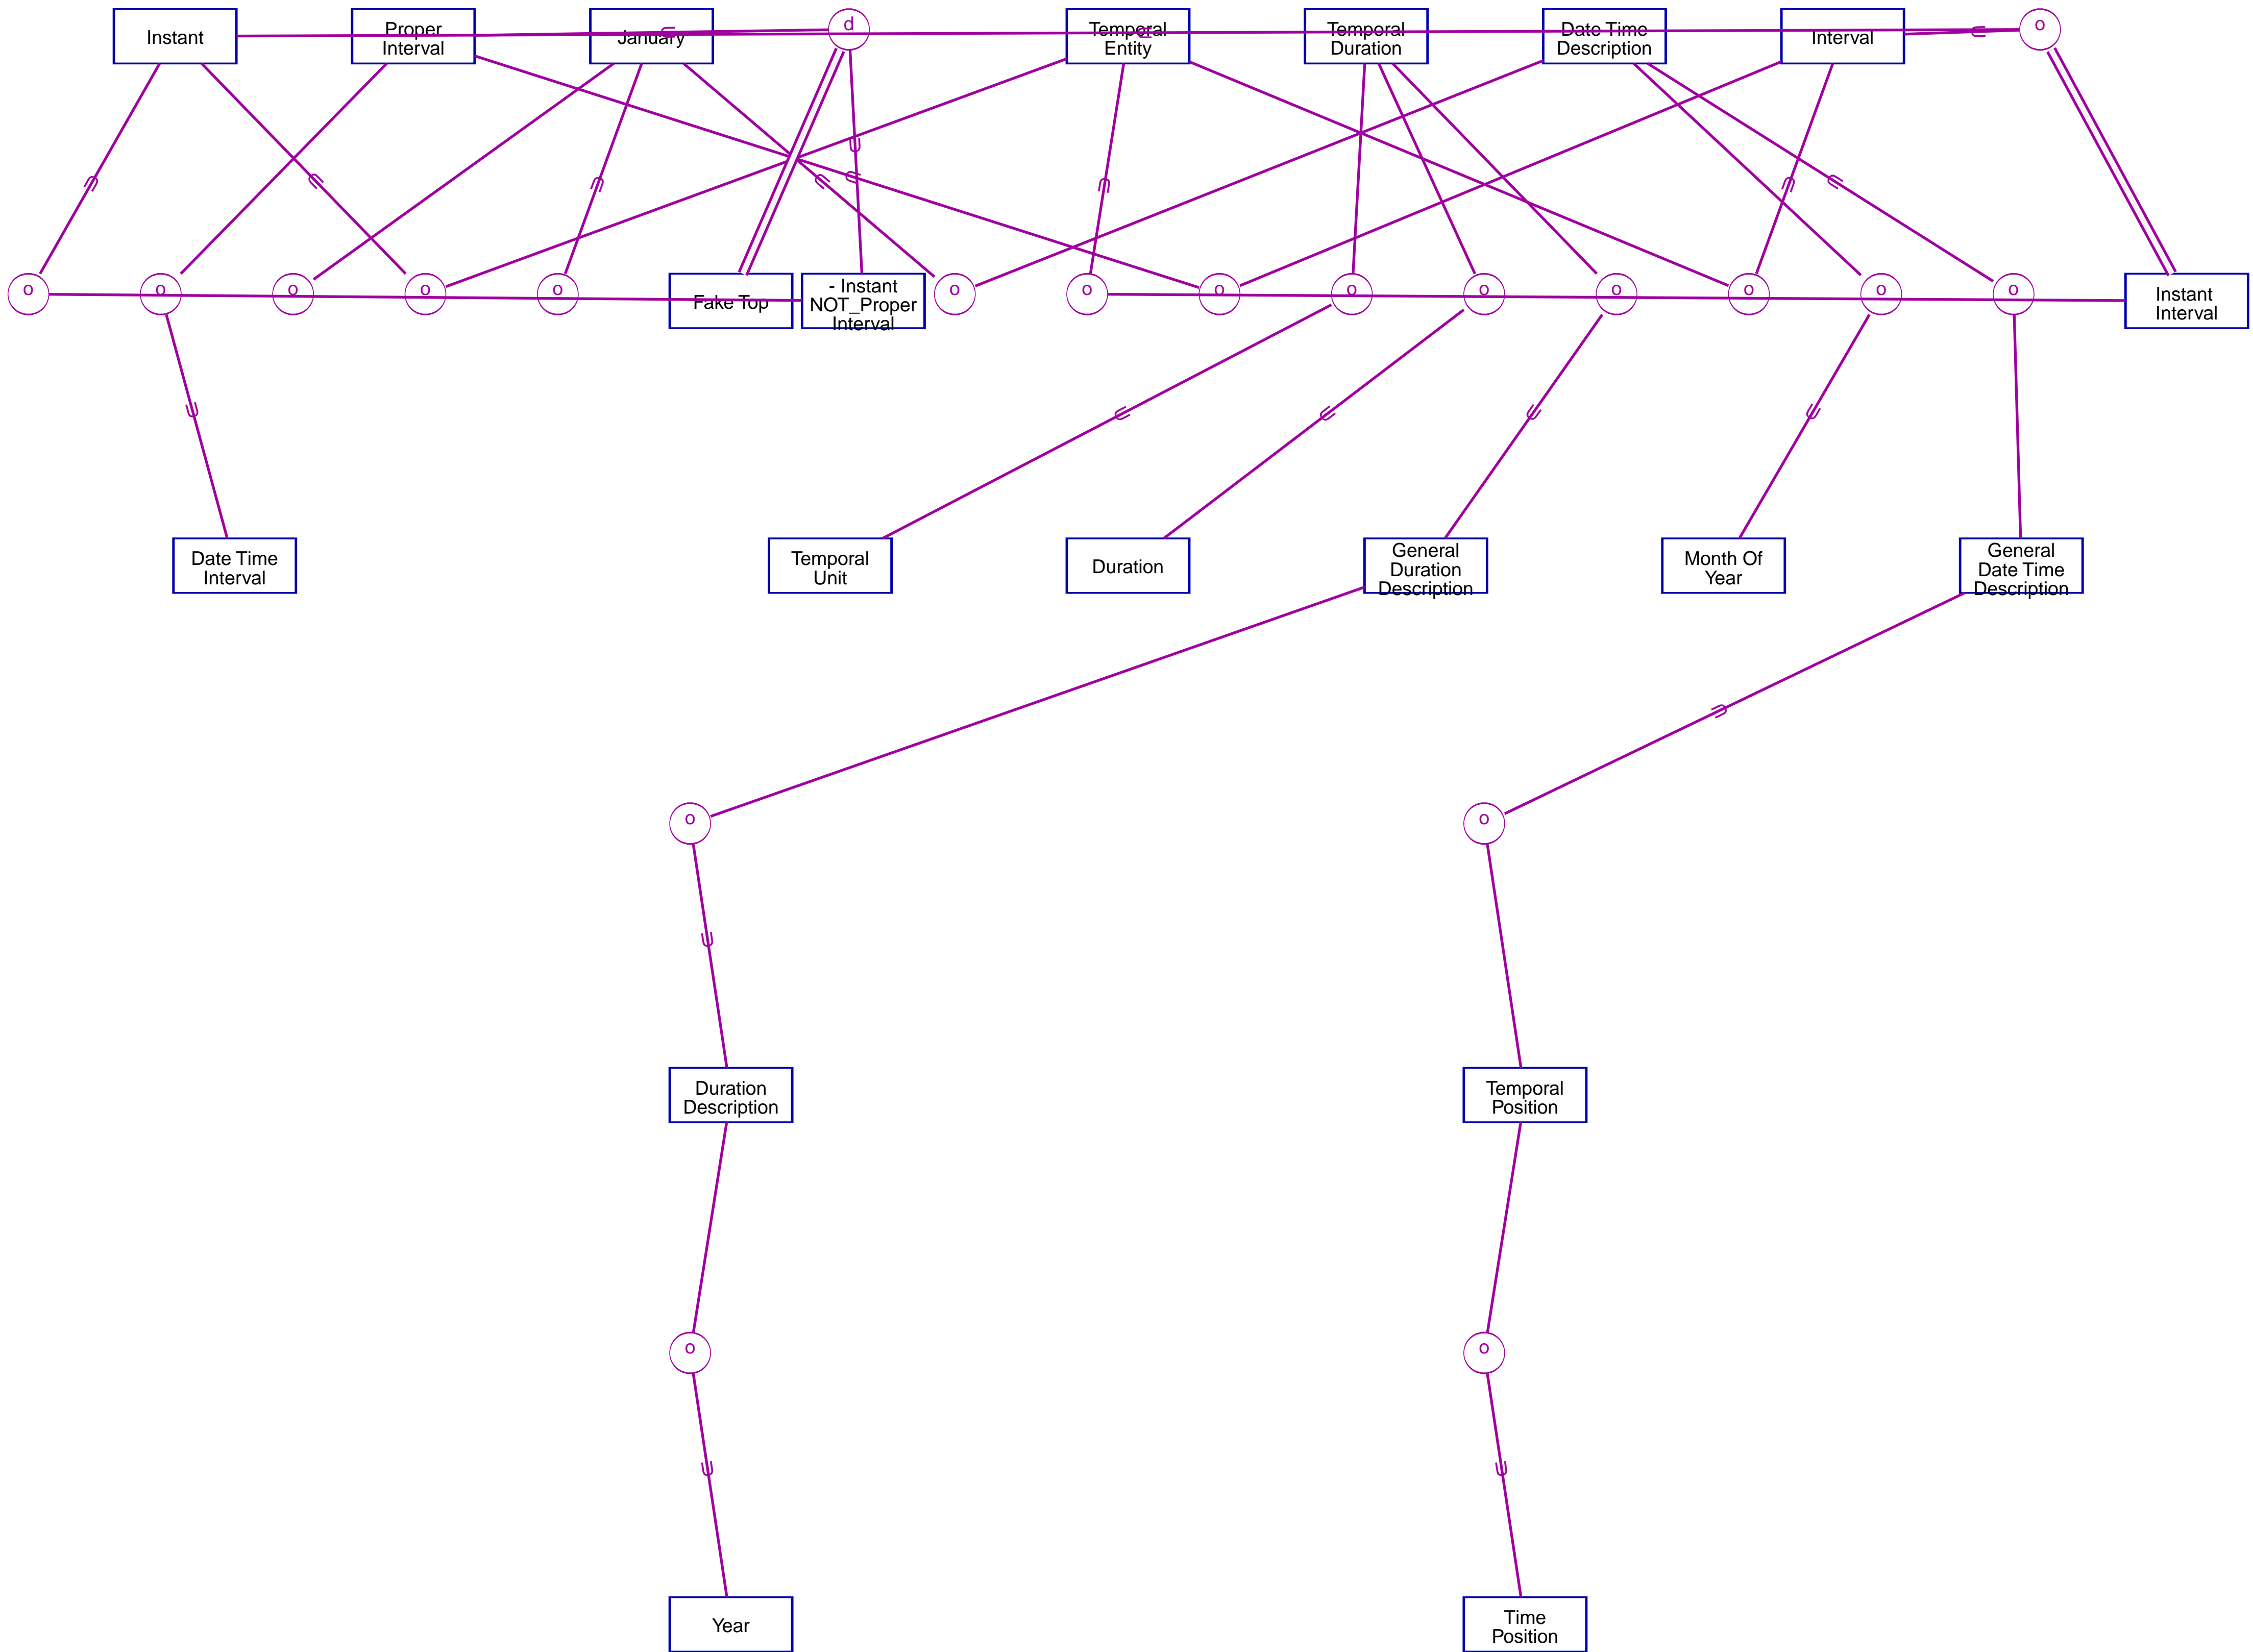 Instant
Proper
Interval
January
d
Temporal
Entity
Temporal
Duration
Date Time
Description
Interval
o
o
o
o
o
o
Fake Top
- Instant
NOT_Proper
Interval
o
o
o
o
o
o
o
o
o
Instant
Interval
Date Time
Interval
Temporal
Unit
Duration
General
Duration
Description
Month Of
Year
General
Date Time
Description
o
o
Duration
Description
Temporal
Position
o
o
Year
Time
Position